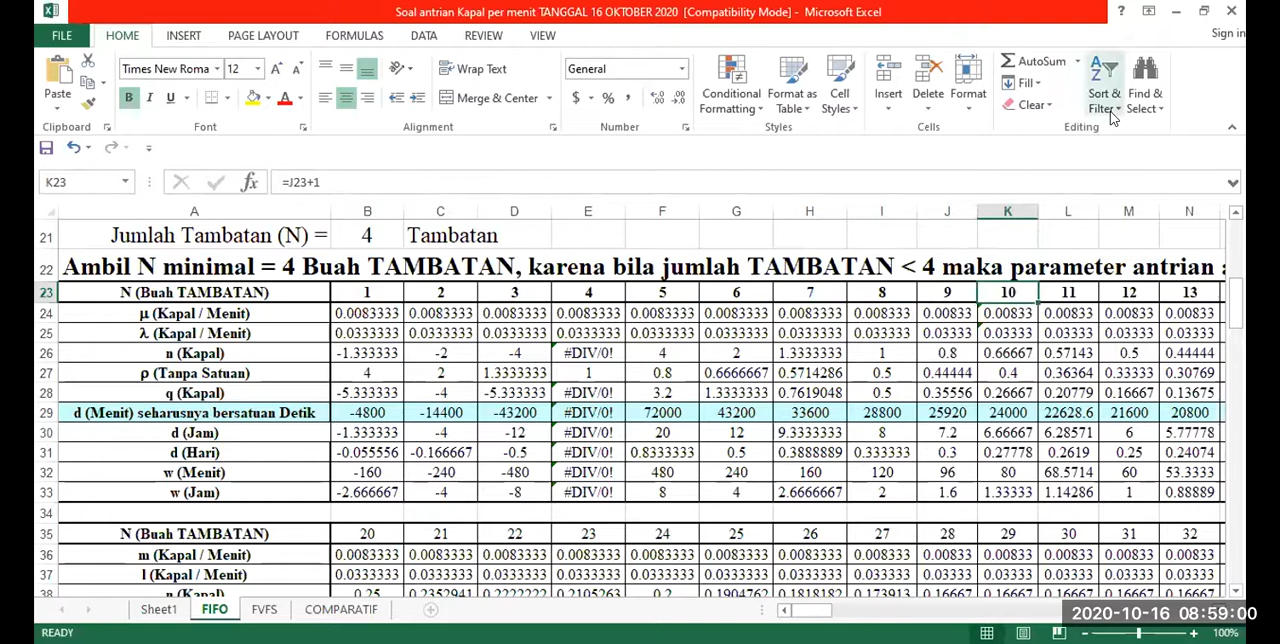 Soal antrian Kapal per menit TANGGAL 16 OKTOBER 2020 [Compatibility Mode] - Microsoft Excel
FILE HOME INSERT PAGE LAYOUT FORMULAS DATA REVIEW VIEW Sign in
Times New Roma 12 Wrap Text General AutoSum
Paste B I U Merge & Center $ % , Conditional Formatting Format as Table Cell Styles Insert Delete Format Fill Clear Sort & Filter Find & Select
Clipboard Font Alignment Number Styles Cells Editing
K23 fx =J23+1
A B C D E F G H I J K L M N
21 Jumlah Tambatan (N) = 4 Tambatan
22 Ambil N minimal = 4 Buah TAMBATAN, karena bila jumlah TAMBATAN < 4 maka parameter antrian
23 N (Buah TAMBATAN) 1 2 3 4 5 6 7 8 9 10 11 12 13
24 μ (Kapal / Menit) 0.0083333 0.0083333 0.0083333 0.0083333 0.0083333 0.0083333 0.0083333 0.008333 0.00833 0.00833 0.00833 0.00833 0.00833
25 λ (Kapal / Menit) 0.0333333 0.0333333 0.0333333 0.0333333 0.0333333 0.0333333 0.0333333 0.033333 0.03333 0.03333 0.03333 0.03333 0.03333
26 n (Kapal) -1.333333 -2 -4 #DIV/0! 4 2 1.3333333 1 0.8 0.66667 0.57143 0.5 0.44444
27 ρ (Tanpa Satuan) 4 2 1.3333333 1 0.8 0.6666667 0.5714286 0.5 0.44444 0.4 0.36364 0.33333 0.30769
28 q (Kapal) -5.333333 -4 -5.333333 #DIV/0! 3.2 1.3333333 0.7619048 0.5 0.35556 0.26667 0.20779 0.16667 0.13675
29 d (Menit) seharusnya bersatuan Detik -4800 -14400 -43200 #DIV/0! 72000 43200 33600 28800 25920 24000 22628.6 21600 20800
30 d (Jam) -1.333333 -4 -12 #DIV/0! 20 12 9.3333333 8 7.2 6.66667 6.28571 6 5.77778
31 d (Hari) -0.055556 -0.166667 -0.5 #DIV/0! 0.8333333 0.5 0.3888889 0.333333 0.3 0.27778 0.2619 0.25 0.24074
32 w (Menit) -160 -240 -480 #DIV/0! 480 240 160 120 96 80 68.5714 60 53.3333
33 w (Jam) -2.666667 -4 -8 #DIV/0! 8 4 2.6666667 2 1.6 1.33333 1.14286 1 0.88889
34
35 N (Buah TAMBATAN) 20 21 22 23 24 25 26 27 28 29 30 31 32
36 m (Kapal / Menit) 0.0083333 0.0083333 0.0083333 0.0083333 0.0083333 0.0083333 0.0083333 0.008333 0.00833 0.00833 0.00833 0.00833 0.00833
37 l (Kapal / Menit) 0.0333333 0.0333333 0.0333333 0.0333333 0.0333333 0.0333333 0.0333333 0.033333 0.03333 0.03333 0.03333 0.03333 0.03333
Sheet1 FIFO FVFS COMPARATIF
2020-10-16 08:59:00
READY 100%